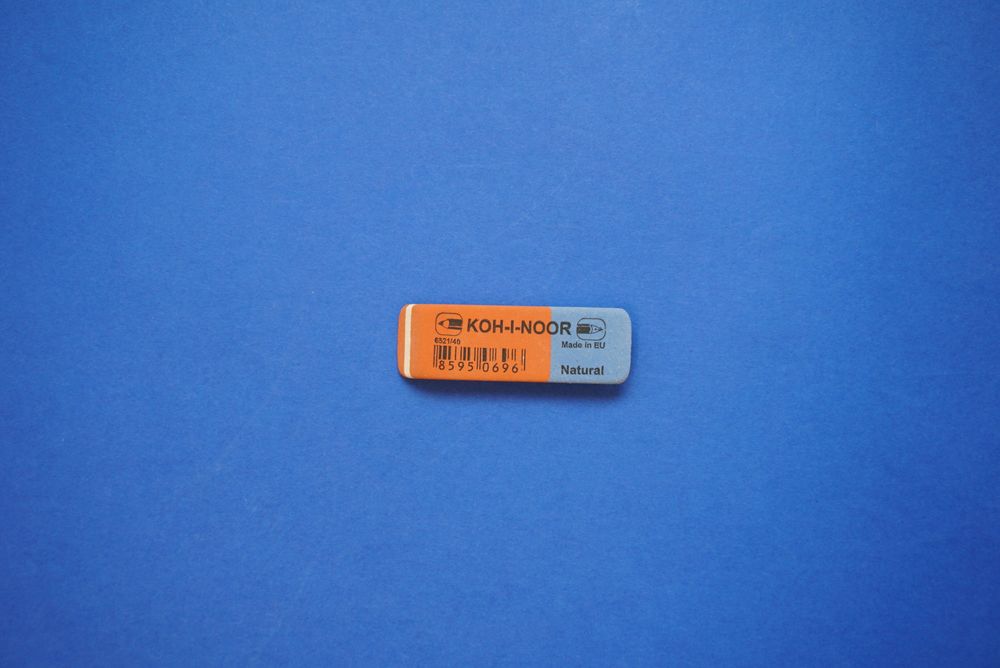 KOH-I-NOOR
6521/40
Made in EU
8595 0696
Natural